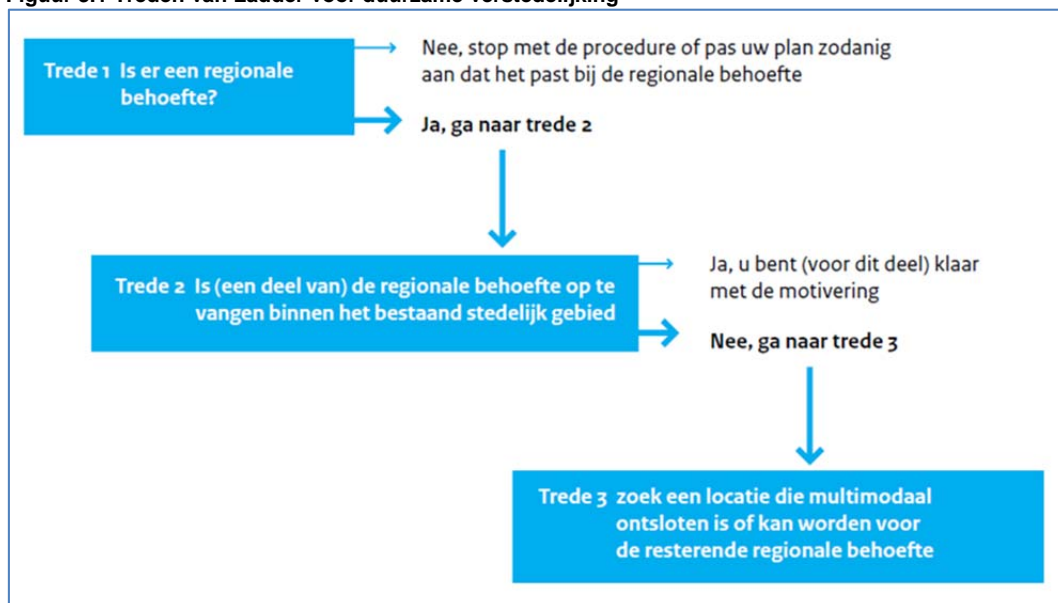 Nee, stop met de procedure of pas uw plan zodanig
aan dat het past bij de regionale behoefte
Trede 1 Is er een regionale
behoefte?
Ja, ga naar trede 2
Trede 2 Is (een deel van) de regionale behoefte op te
vangen binnen het bestaand stedelijk gebied
Ja, u bent (voor dit deel) klaar
met de motivering
Nee, ga naar trede 3
Trede 3 zoek een locatie die multimodaal
ontsloten is of kan worden voor
de resterende regionale behoefte